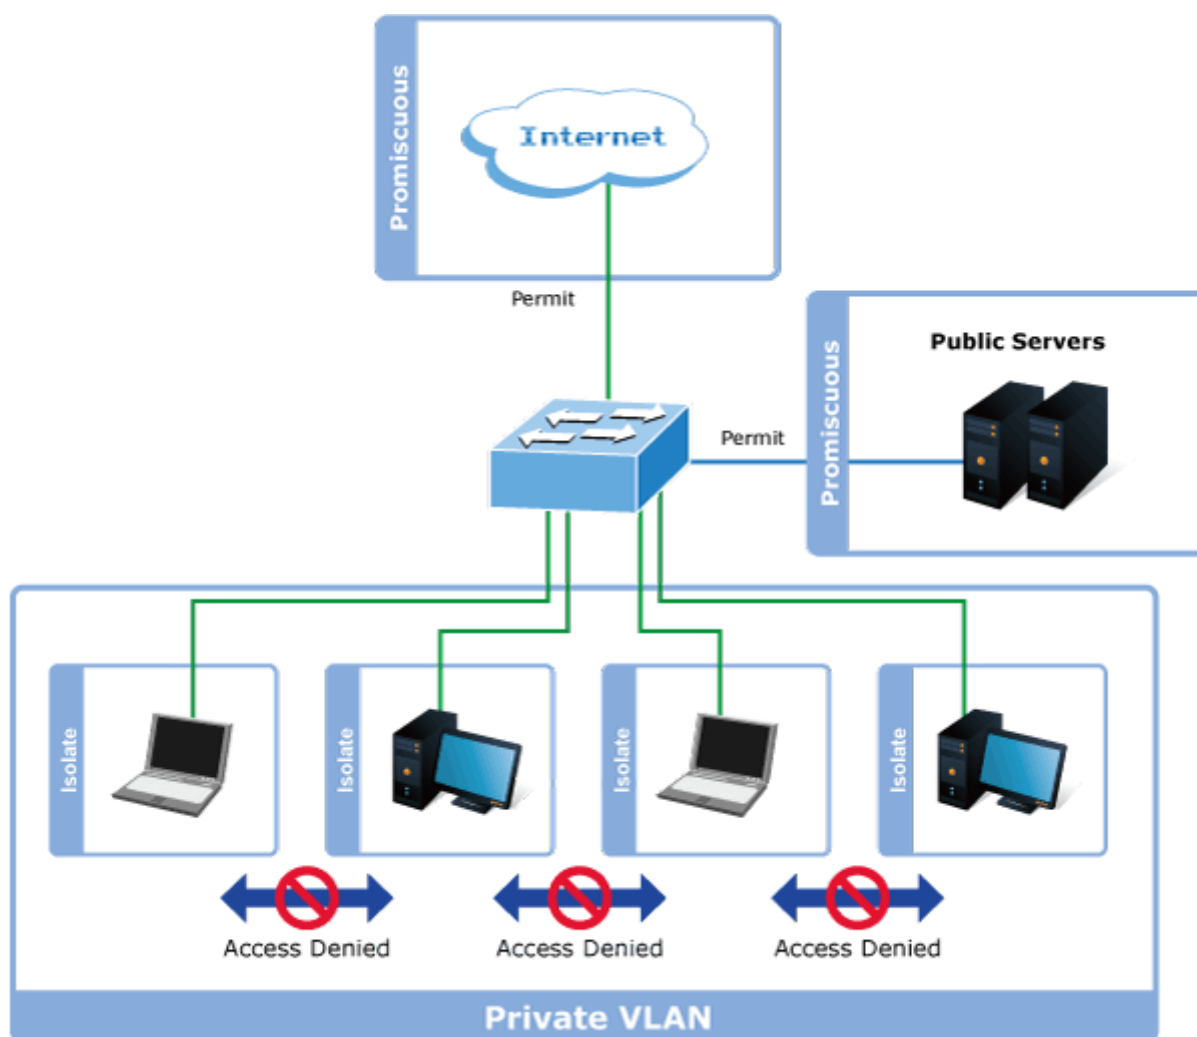 Promiscuous
Internet
Permit
Public Servers
Permit
Promiscuous
Isolate
Isolate
Isolate
Isolate
Access Denied
Access Denied
Access Denied
Private VLAN